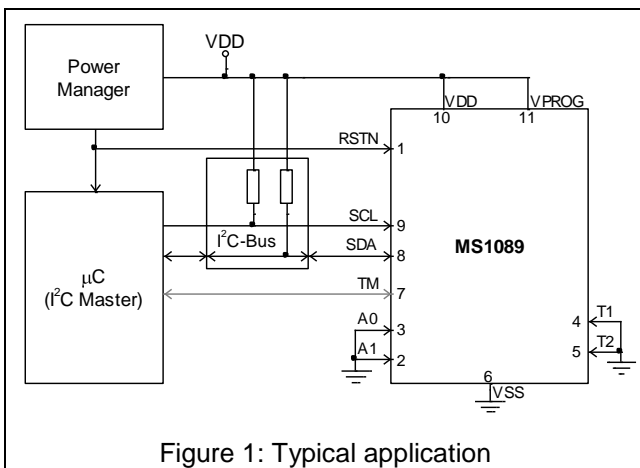 VDD
Power
Manager
VDD
VPROG
10
11
RSTN
1
SCL
9
I²C-Bus
SDA
8
MS1089
µC
(I²C Master)
TM
7
A0
3
T1
4
A1
2
T2
5
6
VSS
Figure 1: Typical application